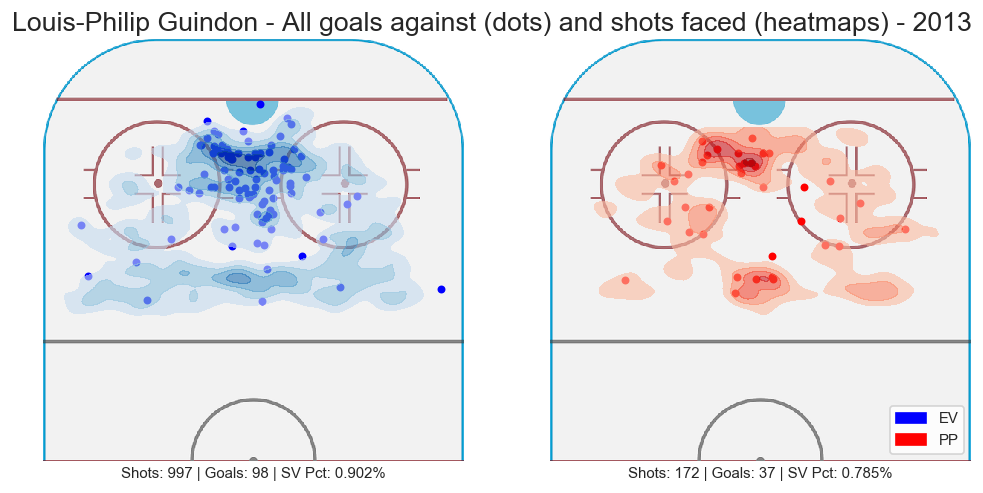 Louis-Philip Guindon - All goals against (dots) and shots faced (heatmaps) - 2013
EV
PP
Shots: 997 | Goals: 98 | SV Pct: 0.902%
Shots: 172 | Goals: 37 | SV Pct: 0.785%